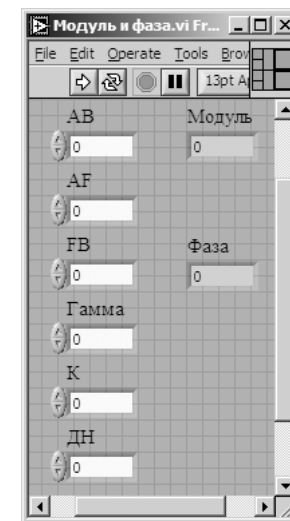 Модуль и фаза.vi Fr...
File Edit Operate Tools Brow
13pt Ap
AB Модуль
0 0
AF
0
FB Фаза
0 0
Гамма
0
К
0
ДН
0